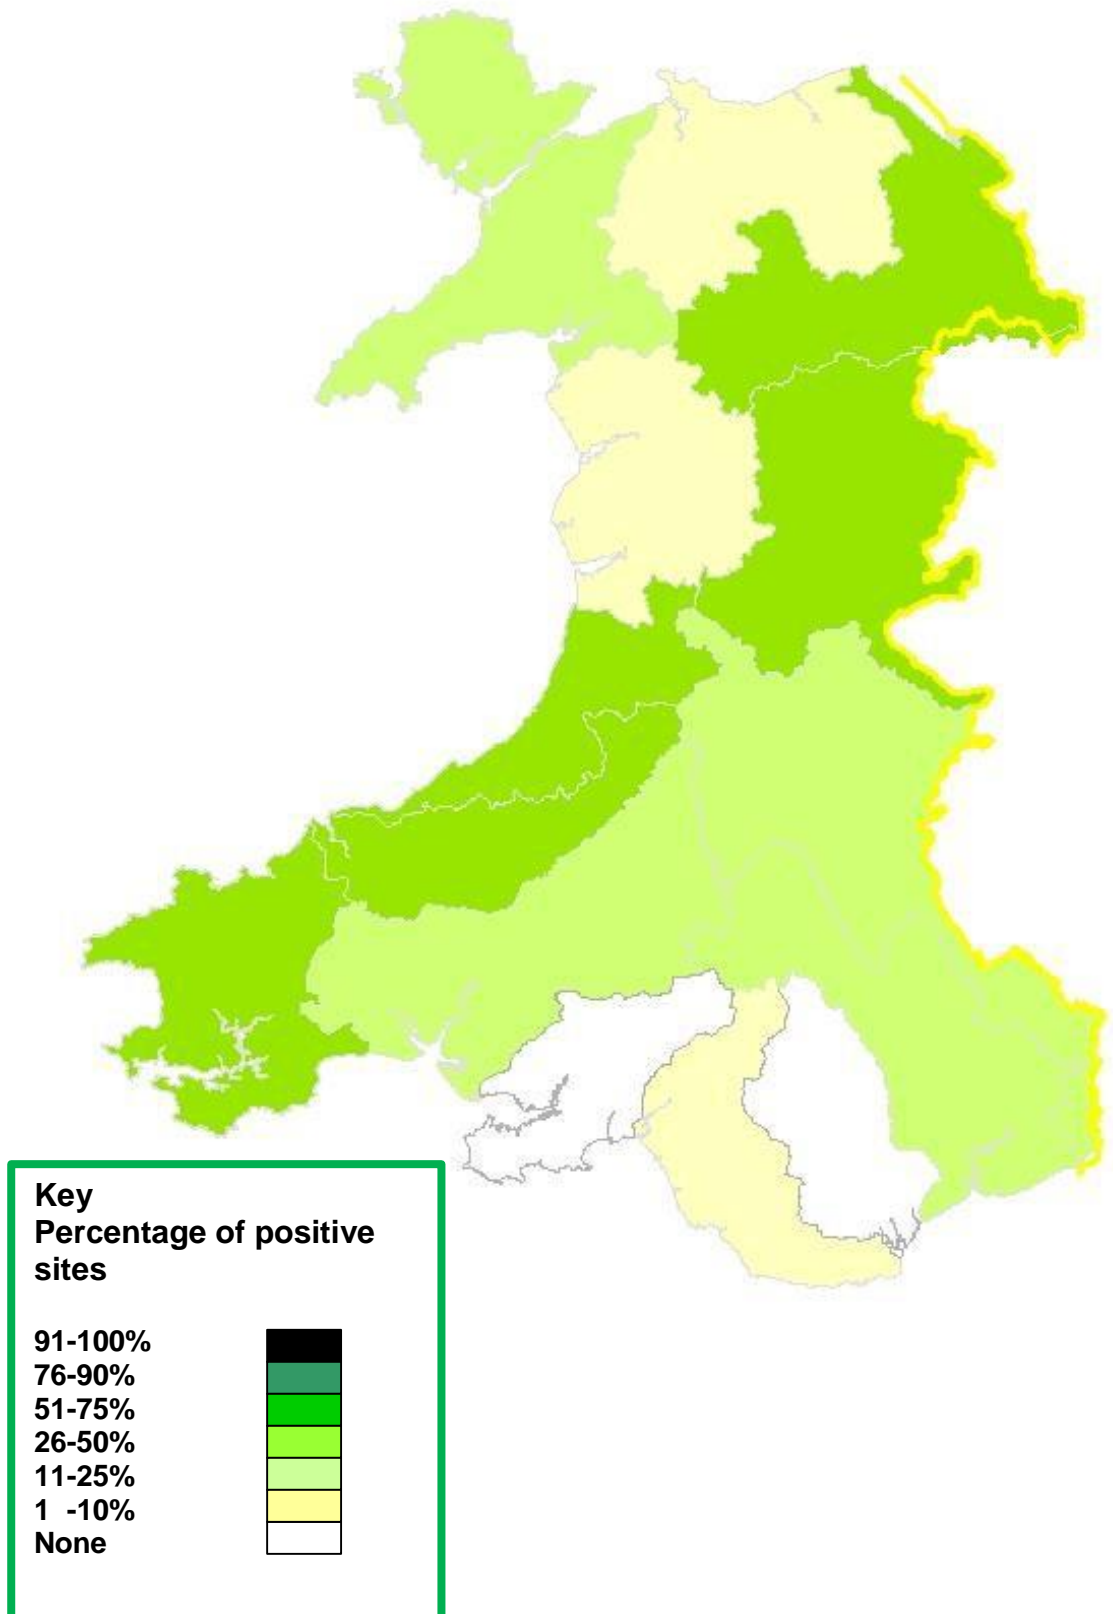 Key
Percentage of positive
sites
91-100%
76-90%
51-75%
26-50%
11-25%
1 -10%
None